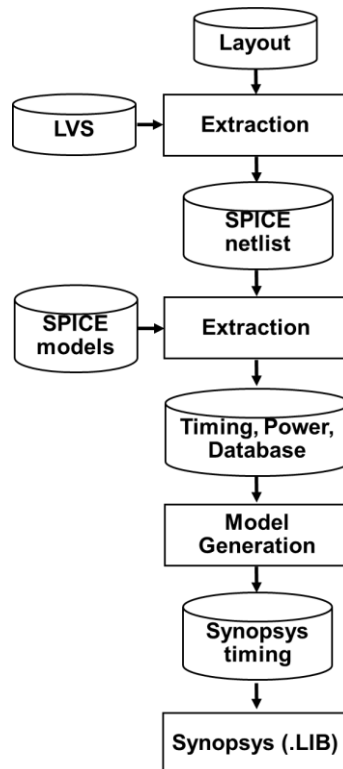 Layout
LVS
Extraction
SPICE
netlist
SPICE
models
Extraction
Timing, Power,
Database
Model
Generation
Synopsys
timing
Synopsys (.LIB)